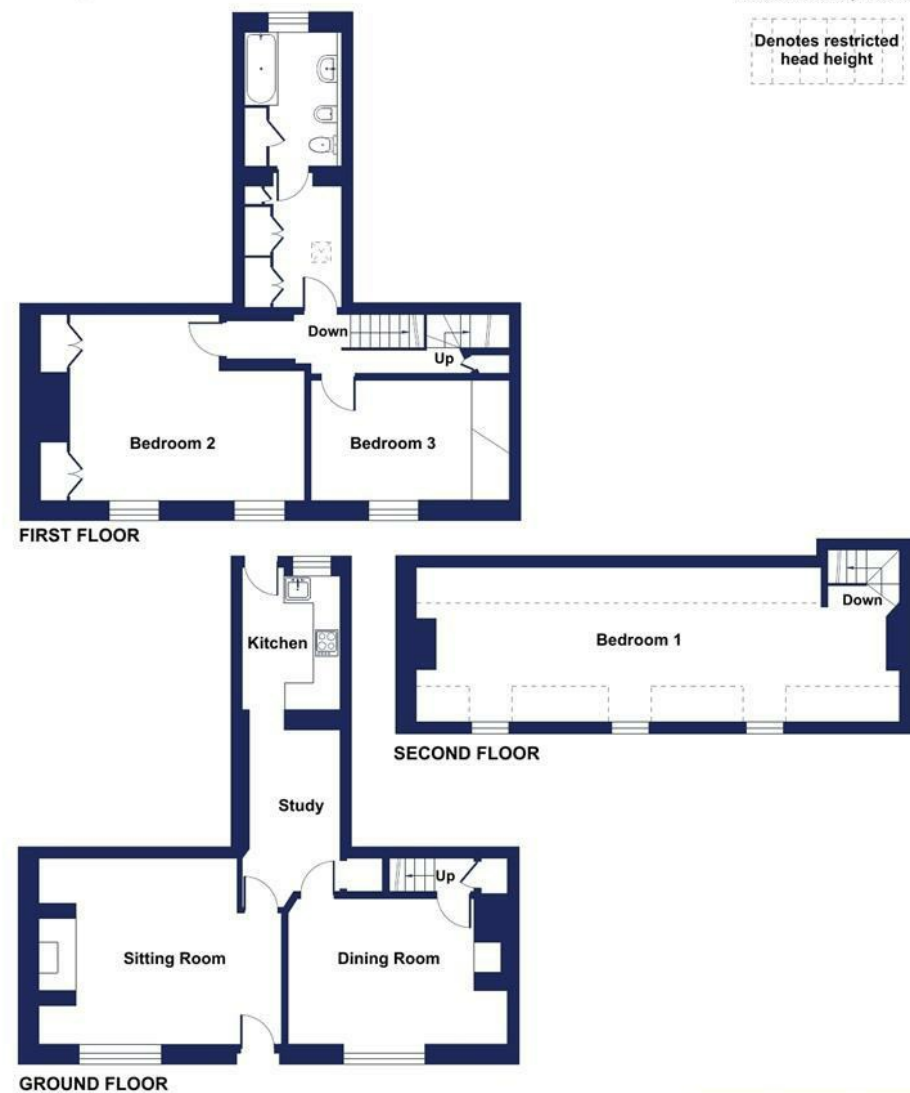 Denotes restricted
head height
Down
Up
Bedroom 2
Bedroom 3
FIRST FLOOR
Kitchen
Down
Bedroom 1
SECOND FLOOR
Study
Up
Sitting Room
Dining Room
GROUND FLOOR